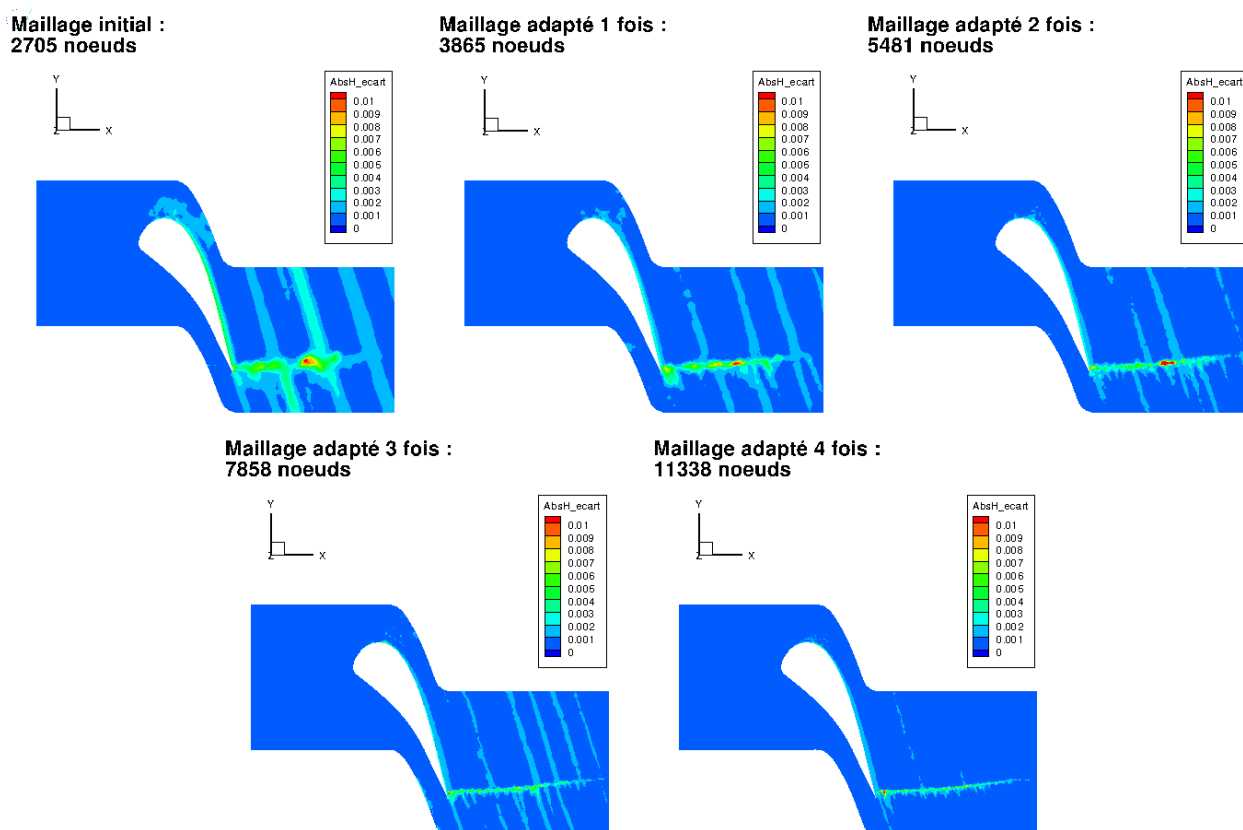 Maillage initial :
2705 noeuds
Maillage adapté 1 fois :
3865 noeuds
Maillage adapté 2 fois :
5481 noeuds
Y
Z
X
AbsH_ecart
0.01
0.009
0.008
0.007
0.006
0.005
0.004
0.003
0.002
0.001
0
Y
Z
X
AbsH_ecart
0.01
0.009
0.008
0.007
0.006
0.005
0.004
0.003
0.002
0.001
0
Y
Z
X
AbsH_ecart
0.01
0.009
0.008
0.007
0.006
0.005
0.004
0.003
0.002
0.001
0
Maillage adapté 3 fois :
7858 noeuds
Maillage adapté 4 fois :
11338 noeuds
Y
Z
X
AbsH_ecart
0.01
0.009
0.008
0.007
0.006
0.005
0.004
0.003
0.002
0.001
0
Y
Z
X
AbsH_ecart
0.01
0.009
0.008
0.007
0.006
0.005
0.004
0.003
0.002
0.001
0